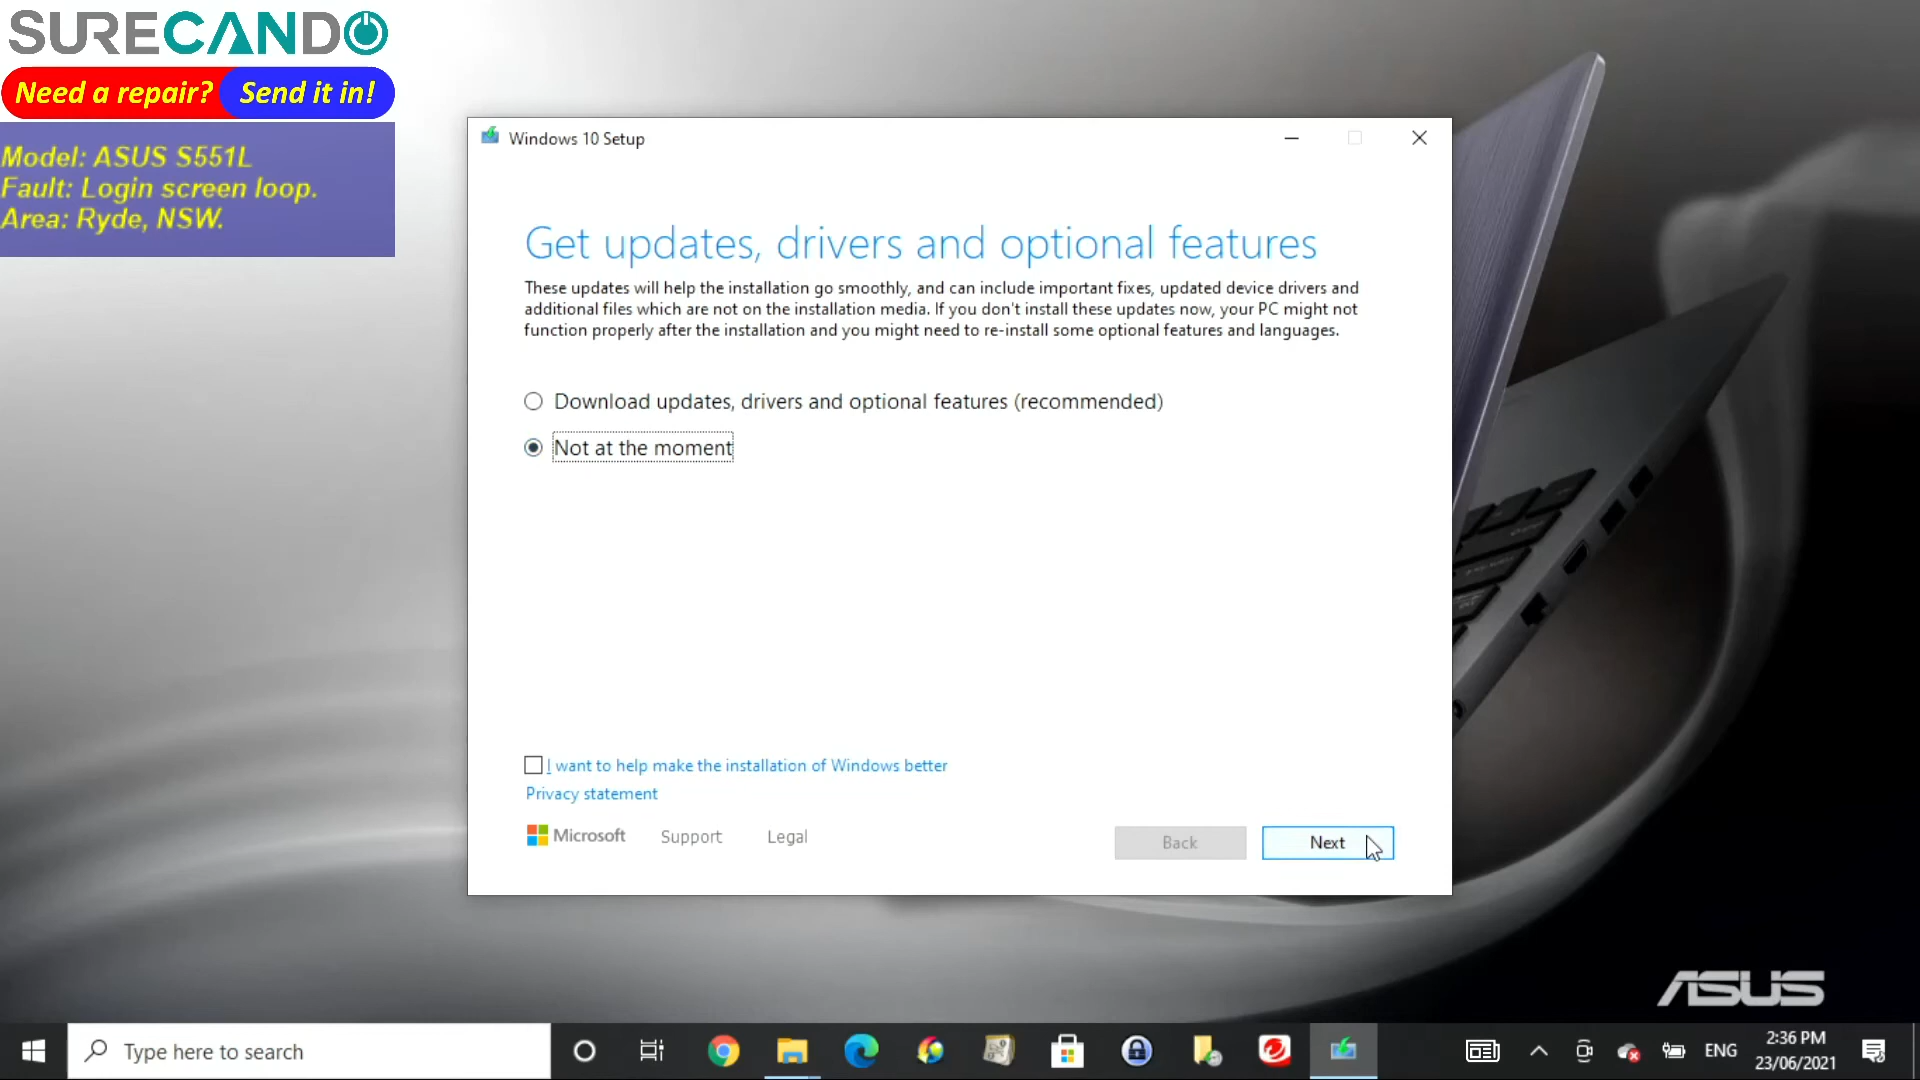 SURECANDO
Need a repair? Send it in!
Model: ASUS S551L
Fault: Login screen loop.
Area: Ryde, NSW.
Windows 10 Setup
Get updates, drivers and optional features
These updates will help the installation go smoothly, and can include important fixes, updated device drivers and
additional files which are not on the installation media. If you don't install these updates now, your PC might not
function properly after the installation and you might need to re-install some optional features and languages.
Download updates, drivers and optional features (recommended)
Not at the moment
I want to help make the installation of Windows better
Privacy statement
Microsoft Support Legal
Back Next
ASUS
Type here to search
ENG
2:36 PM
23/06/2021